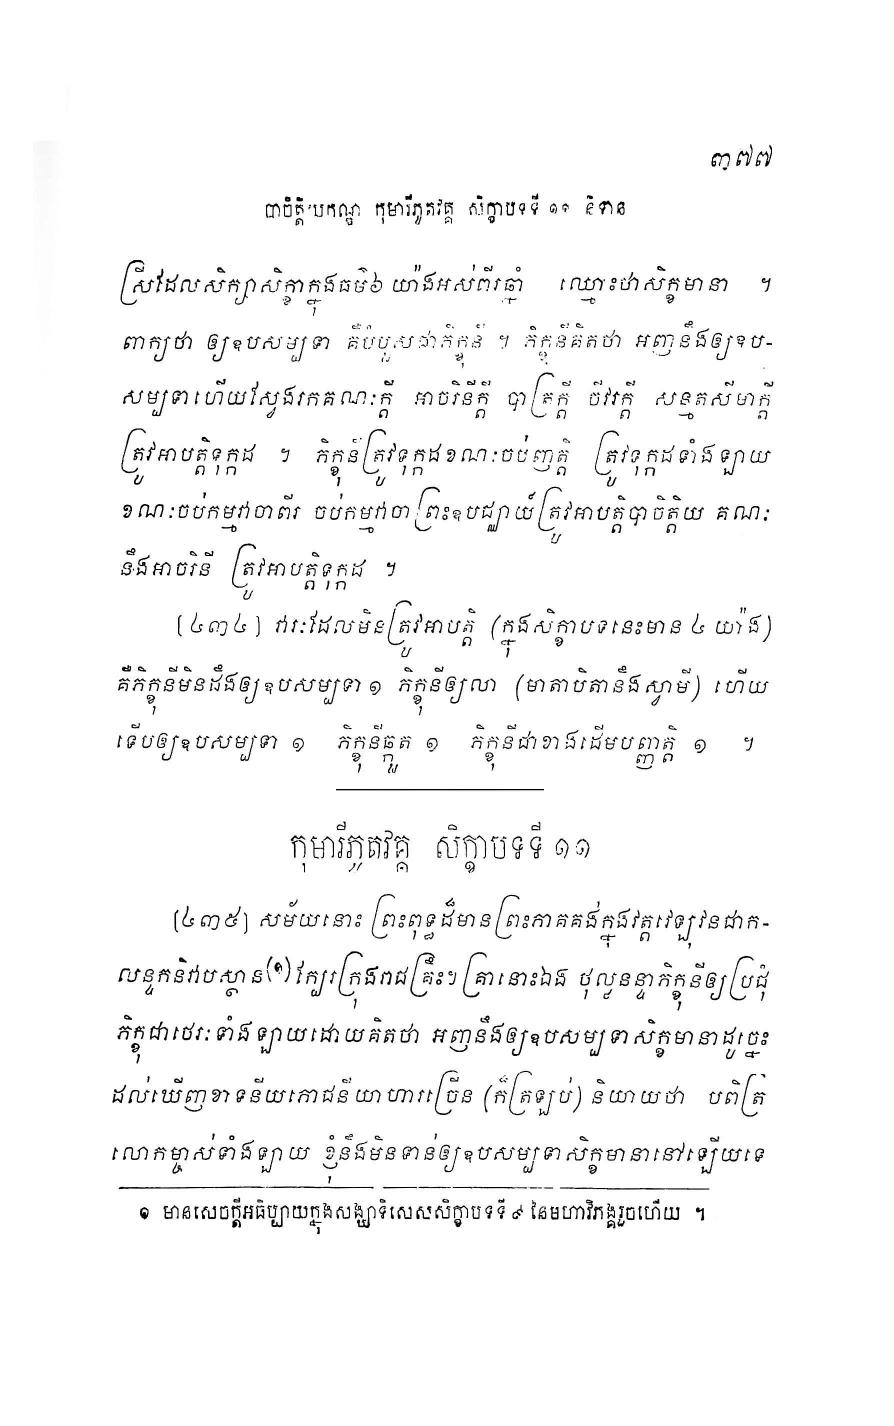 ៣៧៧
បាចិត្តិយកណ្ឌ កុមារីភូតវគ្គ សិក្ខាបទទី ១១ និទាន
ស្រីដែលសិក្សាសិក្ខាក្នុងធម៌៦ យ៉ាងអស់ពីរឆ្នាំ ឈ្មោះថាសិក្ខមានា ។
ពាក្យថា ឲ្យឧបសម្បទា គឺបំបួសជាភិក្ខុនី ។ ភិក្ខុនីគិតថា អញនឹងឲ្យឧប-
សម្បទាហើយស្វែងរកគណៈក្តី អាចរិនីក្តី បាត្រក្តី ចីវរក្តី សន្មតសីមាក្តី
ត្រូវអាបត្តិទុក្កដ ។ ភិក្ខុនីត្រូវទុក្កដខណៈចប់ញត្តិ ត្រូវទុក្កដទាំងឡាយ
ខណៈចប់កម្មវាចាពីរ ចប់កម្មវាចាព្រះឧបជ្ឈាយ៍ត្រូវអាបត្តិបាចិត្តិយ គណៈ
នឹងអាចរិនី ត្រូវអាបត្តិទុក្កដ ។
(៤៣៤) វារៈដែលមិនត្រូវអាបត្តិ (ក្នុងសិក្ខាបទនេះមាន ៤ យ៉ាង)
គឺភិក្ខុនីមិនដឹងឲ្យឧបសម្បទា ១ ភិក្ខុនីឲ្យលា (មាតាបិតានឹងស្វាមី) ហើយ
ទើបឲ្យឧបសម្បទា ១ ភិក្ខុនីឆ្កួត ១ ភិក្ខុនីជាខាងដើមបញ្ញត្តិ ១ ។
កុមារីភូតវគ្គ សិក្ខាបទទី ១១
(៤៣៥) សម័យនោះ ព្រះពុទ្ធដ៏មានព្រះភាគគង់ក្នុងវត្តវេឡុវនជាក-
លន្ទកនិវាបស្ថាន(១) ក្បែរក្រុងរាជគ្រឹះ។ គ្រានោះឯង ថុល្លនន្ទាភិក្ខុនីឲ្យប្រជុំ
ភិក្ខុជាថេរៈទាំងឡាយដោយគិតថា អញនឹងឲ្យឧបសម្បទាសិក្ខមានាដូច្នេះ
ដល់ឃើញខាទនីយភោជនីយាហារច្រើន (ក៏ត្រឡប់) និយាយថា បពិត្រ
លោកម្ចាស់ទាំងឡាយ ខ្ញុំនឹងមិនទាន់ឲ្យឧបសម្បទាសិក្ខមានានៅឡើយទេ
១ មានសេចក្តីអធិប្បាយក្នុងសង្ឃាទិសេសសិក្ខាបទទី ៩ នៃមហាវិភង្គរួចហើយ ។